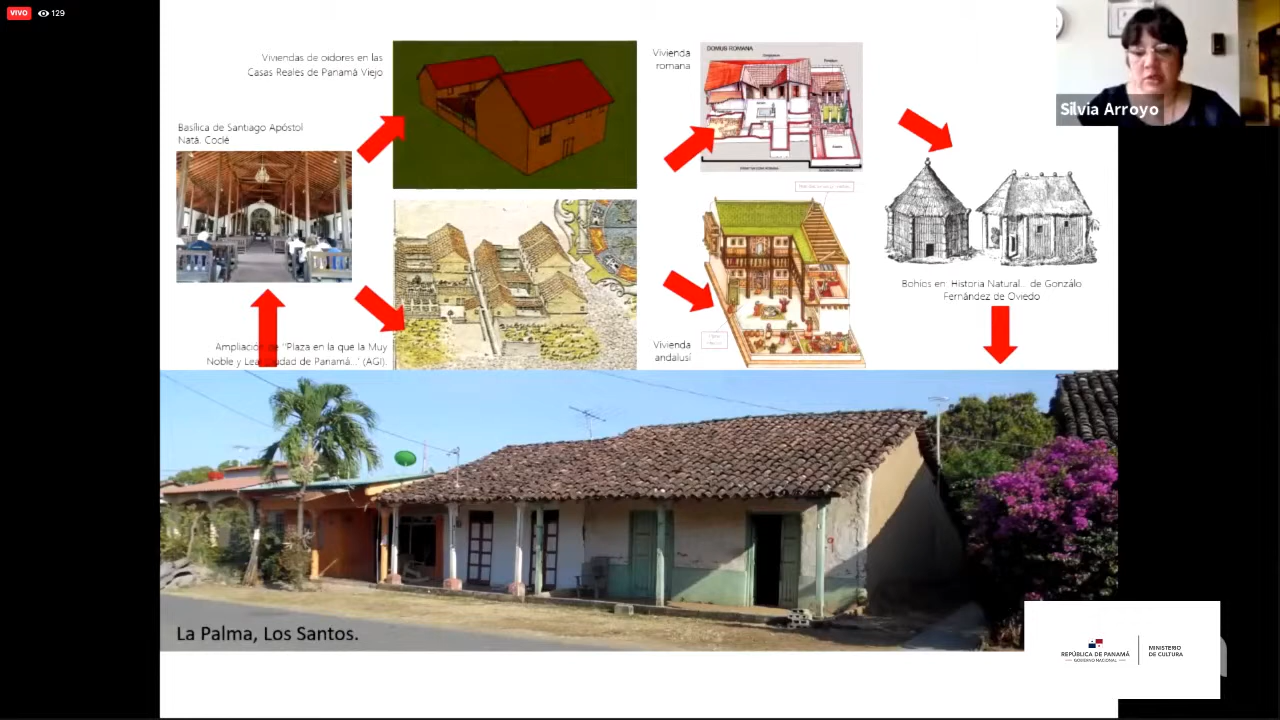 VIVO
129
Viviendas de oidores en las
Casas Reales de Panamá Viejo
Vivienda
romana
DOMUS ROMANA
Silvia Arroyo
Basílica de Santiago Apóstol
Natá. Coclé
Bohíos en: Historia Natural... de Gonzálo
Fernández de Oviedo
Vivienda
andalusí
Ampliación de "Plaza en la que la Muy
Noble y Leal Ciudad de Panamá..." (AGI).
La Palma, Los Santos.
REPÚBLICA DE PANAMÁ
GOBIERNO NACIONAL
MINISTERIO
DE CULTURA